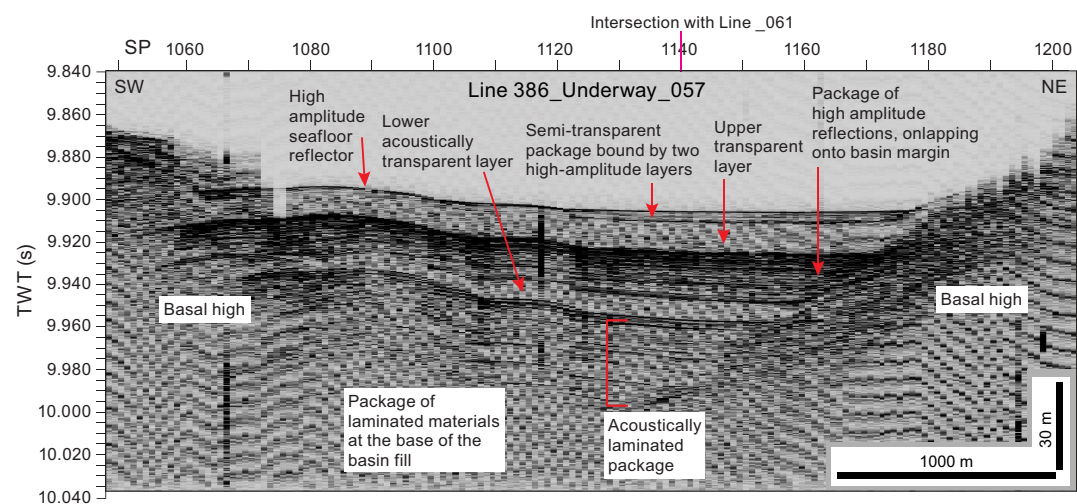 Intersection with Line _061
SP 1060 1080 1100 1120 1140 1160 1180 1200
SW
Line 386_Underway_057
NE
TWT (s)
9.840
9.860
9.880
9.900
9.920
9.940
9.960
9.980
10.000
10.020
10.040
High
amplitude
seafloor
reflector
Lower
acoustically
transparent layer
Semi-transparent
package bound by two
high-amplitude layers
Upper
transparent
layer
Package of
high amplitude
reflections, onlapping
onto basin margin
Basal high
Basal high
Package of
laminated materials
at the base of the
basin fill
Acoustically
laminated
package
30 m
1000 m